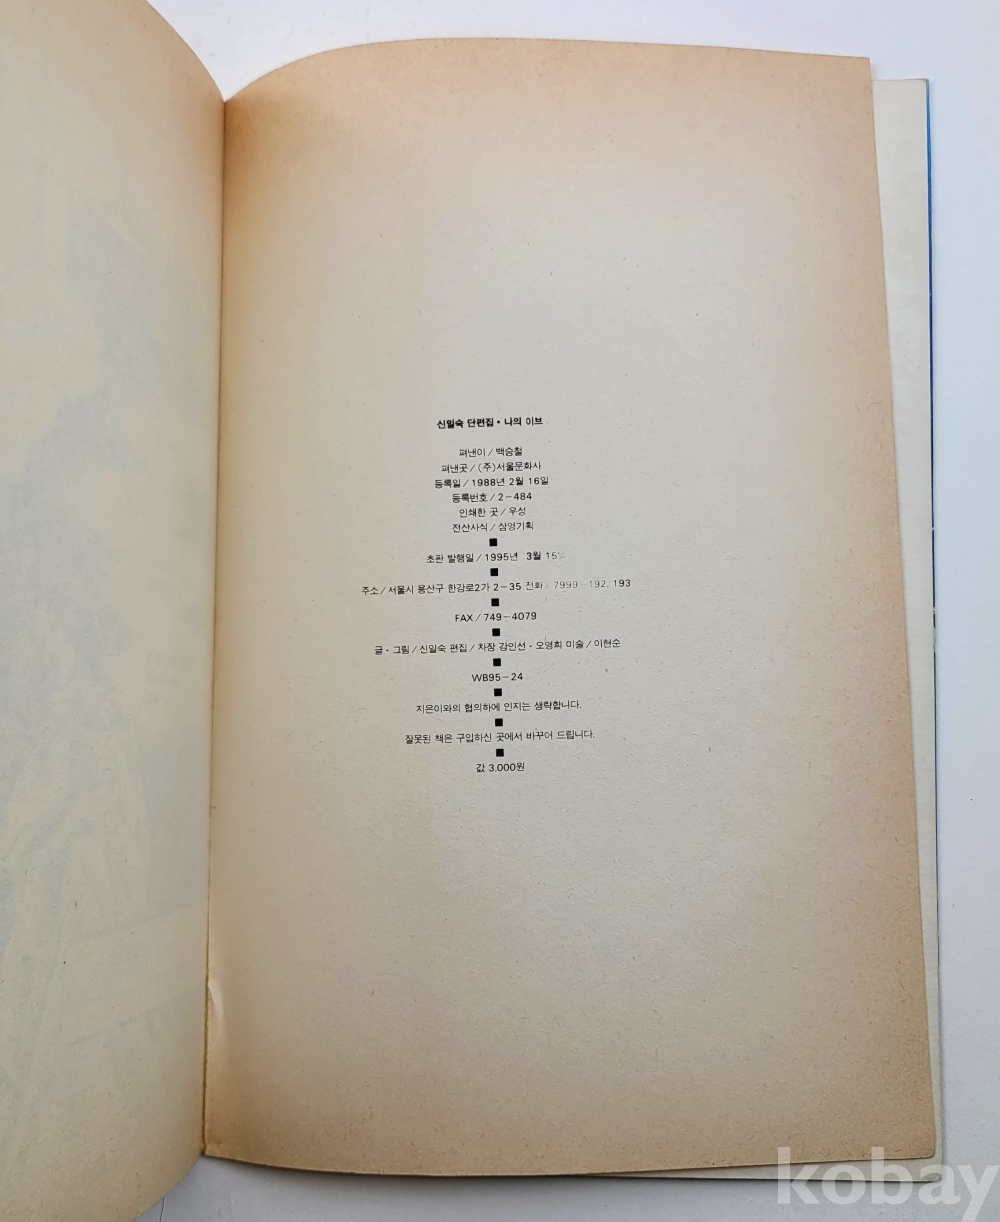 신일숙 단편집·나의 이브
펴낸이/백승철
펴낸곳/(주)서울문화사
등록일/1988년 2월 16일
등록번호/2-484
인쇄한 곳/우성
전산사식/삼영기획
■
초판 발행일/1995년 3월 15일
■
주소/서울시 용산구 한강로2가 2-35 전화/7999-192, 193
■
FAX/749-4079
■
글·그림/신일숙 편집/차장 강인선·오영희 미술/이현순
■
WB95-24
■
지은이와의 협의하에 인지는 생략합니다.
■
잘못된 책은 구입하신 곳에서 바꾸어 드립니다.
■
값 3,000원
kobay